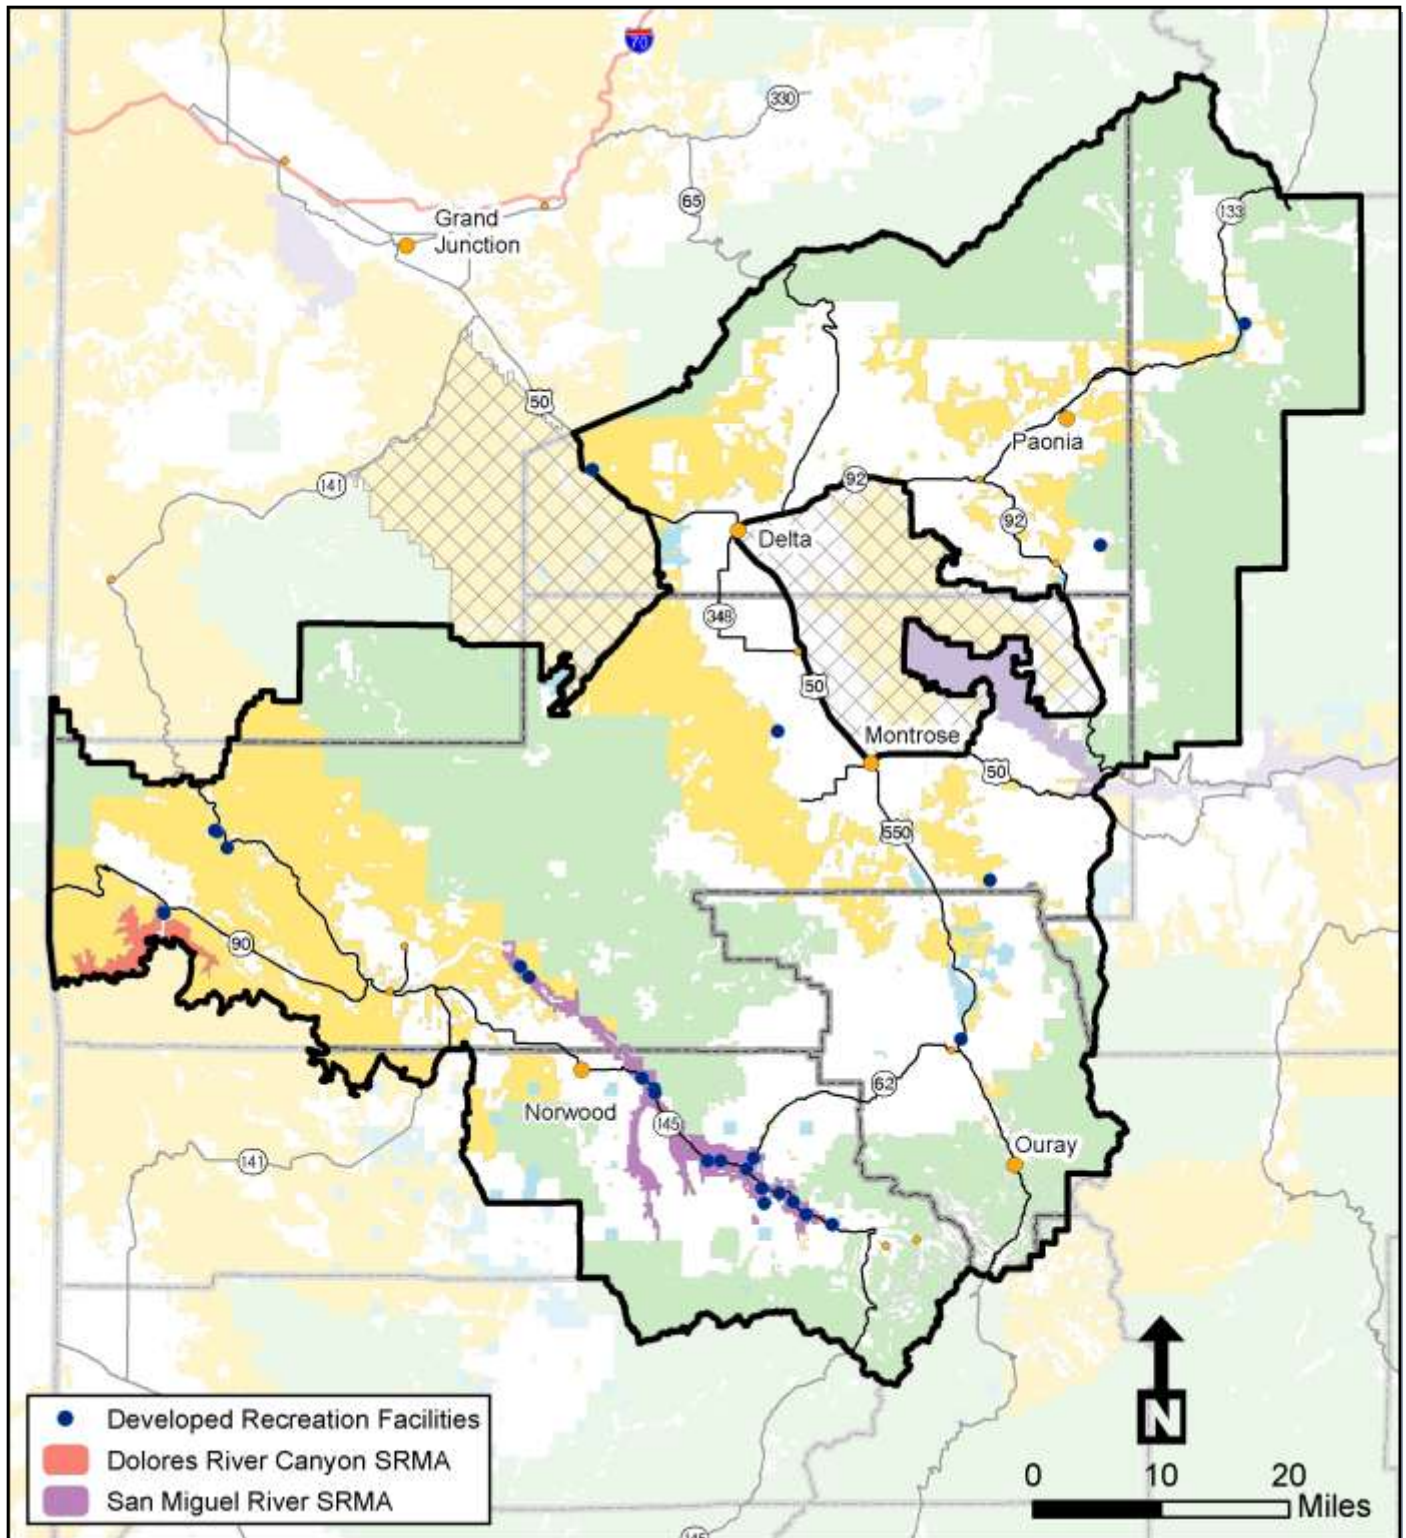 70
330
65
133
Grand
Junction
50
141
Paonia
92
92
Delta
348
50
Montrose
50
550
90
62
Norwood
145
141
Ouray
Developed Recreation Facilities
Dolores River Canyon SRMA
San Miguel River SRMA
N
0 10 20
Miles
145